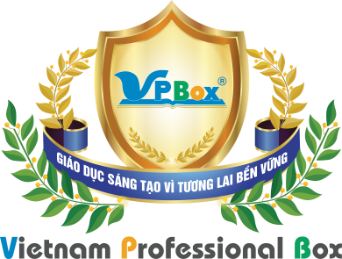 VPBox®
GIÁO DỤC SÁNG TẠO VÌ TƯƠNG LAI BỀN VỮNG
Vietnam Professional Box